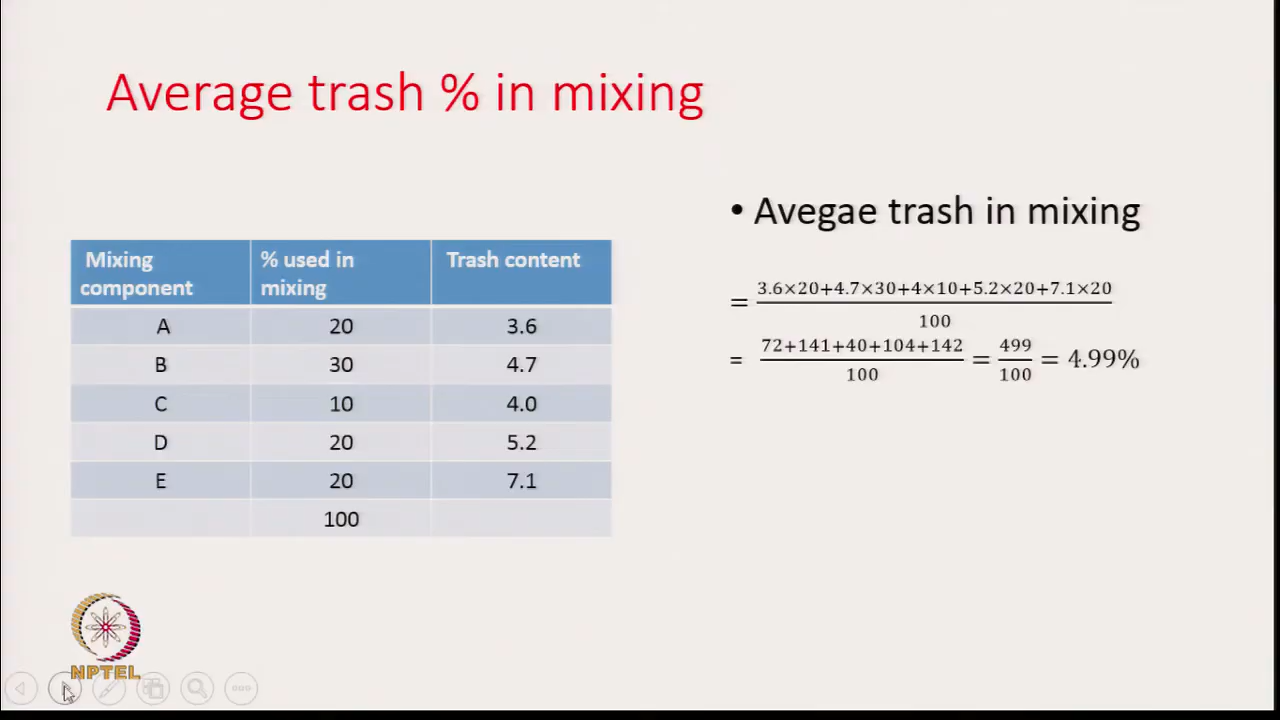 Average trash % in mixing
Mixing component % used in mixing Trash content
A 20 3.6
B 30 4.7
C 10 4.0
D 20 5.2
E 20 7.1
100
• Avegae trash in mixing
= 3.6×20+4.7×30+4×10+5.2×20+7.1×20 / 100
= 72+141+40+104+142 / 100 = 499 / 100 = 4.99%
NPTEL